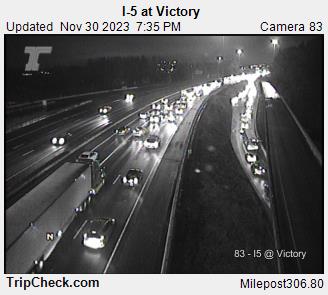 I-5 at Victory
Updated  Nov 30 2023  7:35 PM
Camera 83
T
N
83 - I5 @ Victory
TripCheck.com
Milepost306.80